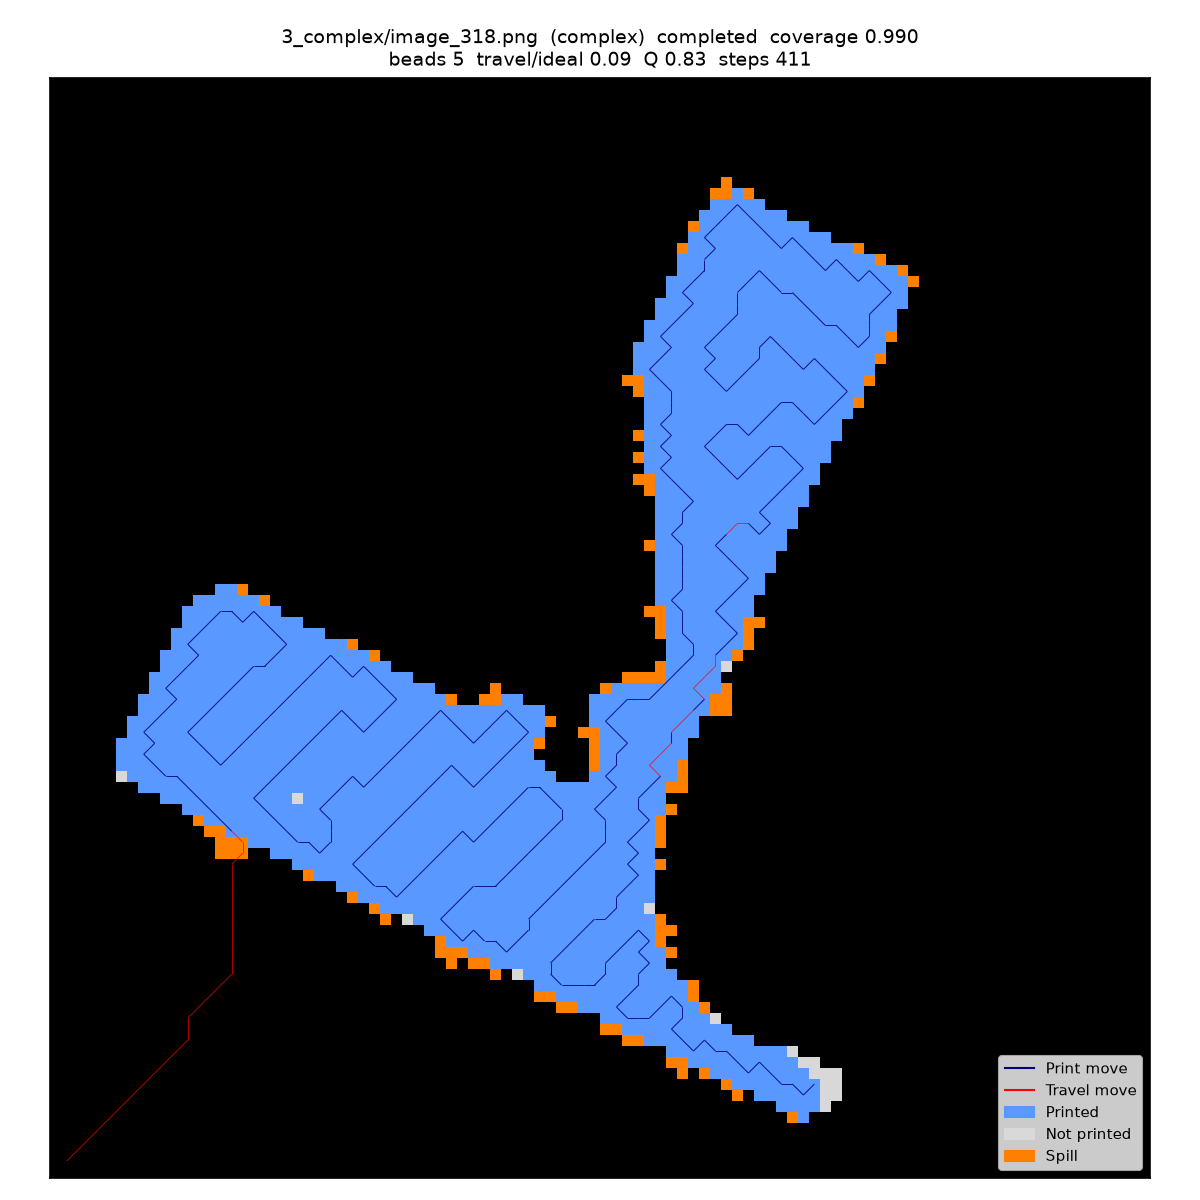 3_complex/image_318.png  (complex)  completed  coverage 0.990
beads 5  travel/ideal 0.09  Q 0.83  steps 411
Print move
Travel move
Printed
Not printed
Spill